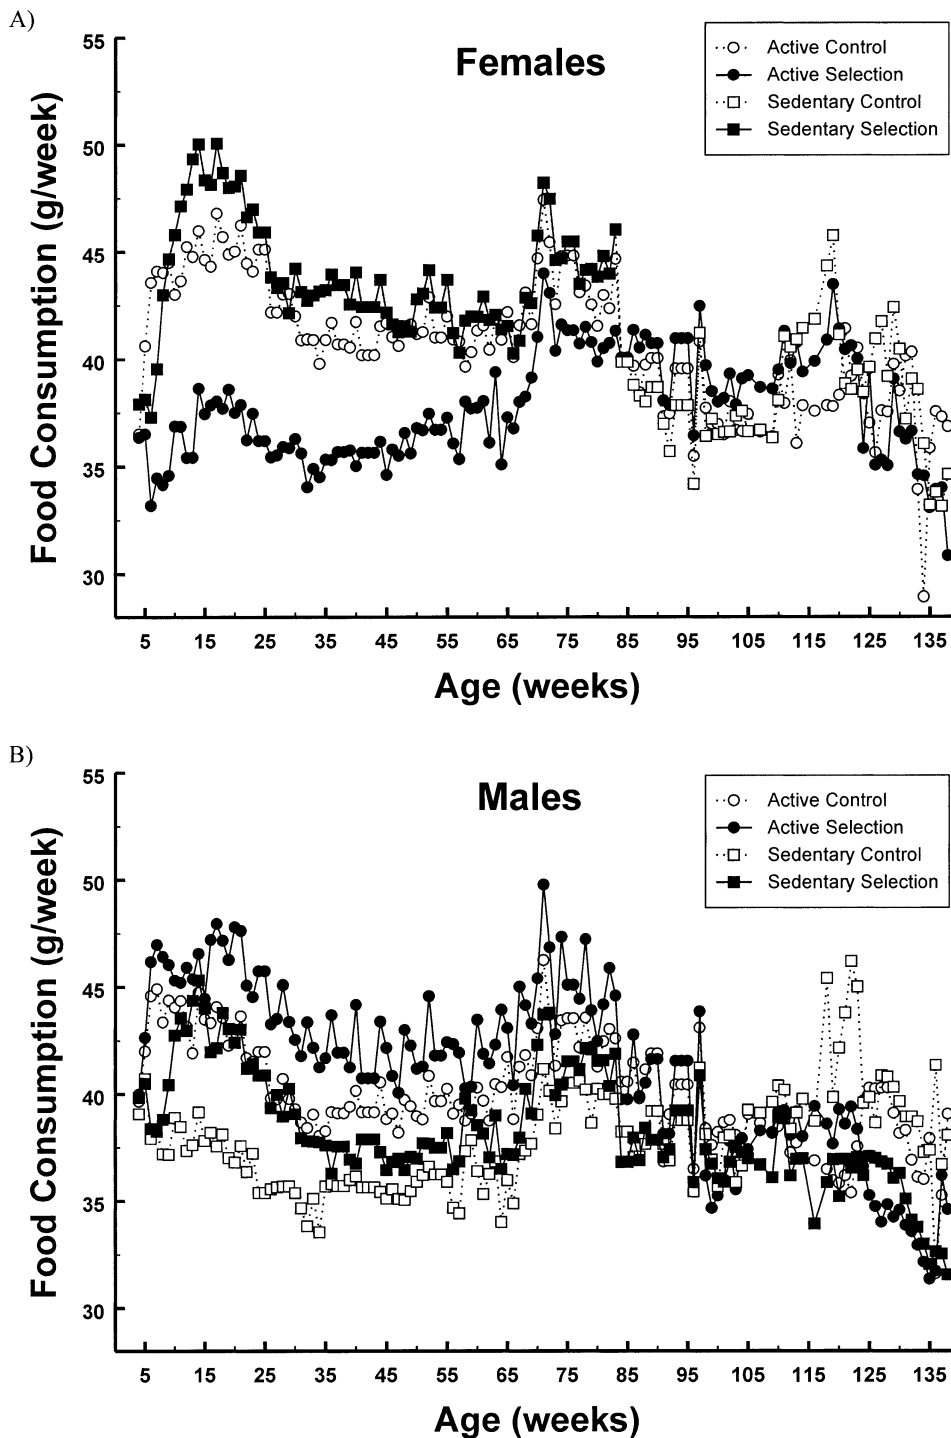 A)
Females
Active Control
Active Selection
Sedentary Control
Sedentary Selection
Food Consumption (g/week)
55
50
45
40
35
30
5 15 25 35 45 55 65 75 85 95 105 115 125 135
Age (weeks)
B)
Males
Active Control
Active Selection
Sedentary Control
Sedentary Selection
Food Consumption (g/week)
55
50
45
40
35
30
5 15 25 35 45 55 65 75 85 95 105 115 125 135
Age (weeks)